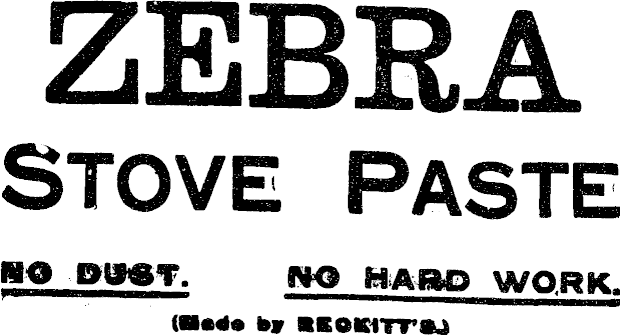 ZEBRA
STOVE PASTE
NO DUST. NO HARD WORK.
(Made by RECKITT'S.)